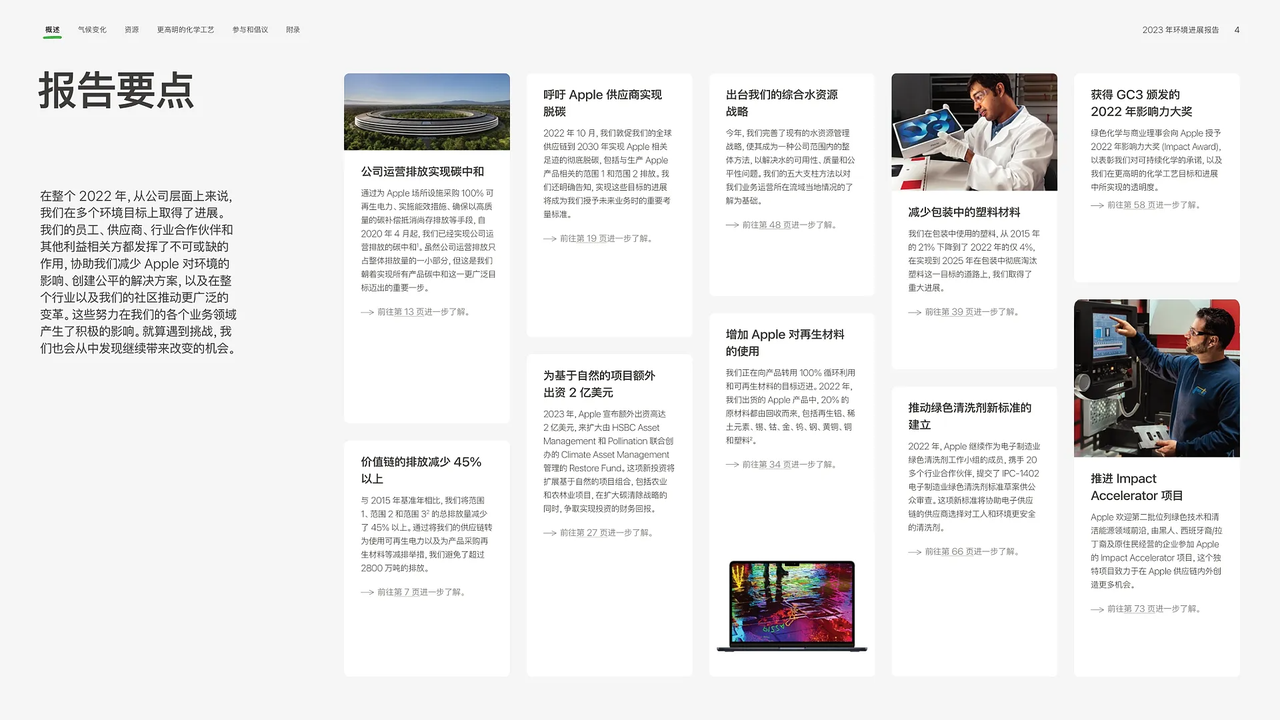 概述 气候变化 资源 更高明的化学工艺 参与和倡议 附录
2023 年环境进展报告 4
报告要点
在整个 2022 年，从公司层面上来说，
我们在多个环境目标上取得了进展。
我们的员工、供应商、行业合作伙伴和
其他利益相关方都发挥了不可或缺的
作用，协助我们减少 Apple 对环境的
影响、创建公平的解决方案，以及在整
个行业以及我们的社区推动更广泛的
变革。这些努力在我们的各个业务领域
产生了积极的影响。就算遇到挑战，我
们也会从中发现继续带来改变的机会。
公司运营排放实现碳中和
通过为 Apple 场所设施采购 100% 可
再生电力、实施能效措施、确保以高质
量的碳补偿抵消尚存排放等手段，自
2020 年 4 月起，我们已经实现公司运
营排放的碳中和¹。虽然公司运营排放只
占整体排放量的一小部分，但这是我们
朝着实现所有产品碳中和这一更广泛目
标迈出的重要一步。
前往第 13 页进一步了解。
价值链的排放减少 45%
以上
与 2015 年基准年相比，我们将范围
1、范围 2 和范围 3² 的总排放量减少
了 45% 以上。通过将我们的供应链转
为使用可再生电力以及为产品采购再
生材料等减排举措，我们避免了超过
2800 万吨的排放。
前往第 7 页进一步了解。
呼吁 Apple 供应商实现
脱碳
2022 年 10 月，我们敦促我们的全球
供应链到 2030 年实现 Apple 相关
足迹的彻底脱碳，包括与生产 Apple
产品相关的范围 1 和范围 2 排放。我
们还明确告知，实现这些目标的进展
将成为我们授予未来业务时的重要考
量标准。
前往第 19 页进一步了解。
为基于自然的项目额外
出资 2 亿美元
2023 年，Apple 宣布额外出资高达
2 亿美元，来扩大由 HSBC Asset
Management 和 Pollination 联合创
办的 Climate Asset Management
管理的 Restore Fund。这项新投资将
扩展基于自然的项目组合，包括农业
和农林业项目，在扩大碳清除战略的
同时，争取实现投资的财务回报。
前往第 27 页进一步了解。
出台我们的综合水资源
战略
今年，我们完善了现有的水资源管理
战略，使其成为一种公司范围内的整
体方法，以解决水的可用性、质量和公
平性问题。我们的五大支柱方法以对
我们业务运营所在流域当地情况的了
解为基础。
前往第 48 页进一步了解。
增加 Apple 对再生材料
的使用
我们正在向产品转用 100% 循环利用
和可再生材料的目标迈进。2022 年，
我们出货的 Apple 产品中，20% 的
原材料都由回收而来，包括再生铝、稀
土元素、锡、钴、金、钨、钢、黄铜、铜
和塑料³。
前往第 34 页进一步了解。
减少包装中的塑料材料
我们在包装中使用的塑料，从 2015 年
的 21% 下降到了 2022 年的仅 4%，
在实现到 2025 年在包装中彻底淘汰
塑料这一目标的道路上，我们取得了
重大进展。
前往第 39 页进一步了解。
推动绿色清洗剂新标准的
建立
2022 年，Apple 继续作为电子制造业
绿色清洗剂工作小组的成员，携手 20
多个行业合作伙伴，提交了 IPC-1402
电子制造业绿色清洗剂标准草案供公
众审查。这项新标准将协助电子供应
链的供应商选择对工人和环境更安全
的清洗剂。
前往第 66 页进一步了解。
获得 GC3 颁发的
2022 年影响力大奖
绿色化学与商业理事会向 Apple 授予
2022 年影响力大奖 (Impact Award)，
以表彰我们对可持续化学的承诺，以及
我们在更高明的化学工艺目标和进展
中所实现的透明度。
前往第 58 页进一步了解。
推进 Impact
Accelerator 项目
Apple 欢迎第二批位列绿色技术和清
洁能源领域前沿，由黑人、西班牙裔/拉
丁裔及原住民经营的企业参加 Apple
的 Impact Accelerator 项目，这个独
特项目致力于在 Apple 供应链内外创
造更多机会。
前往第 73 页进一步了解。